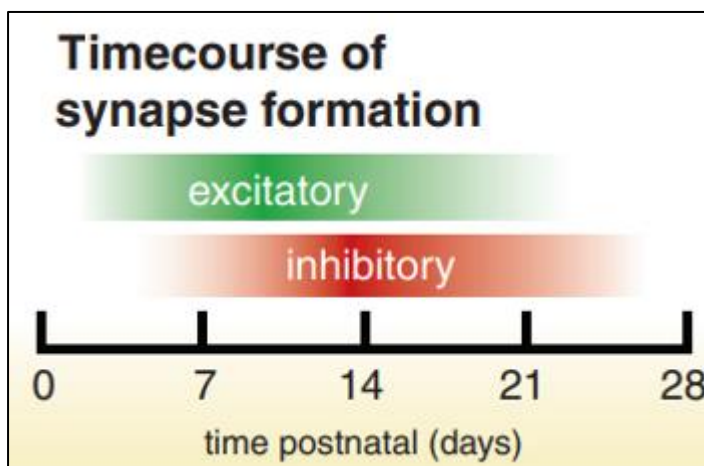 Timecourse of
synapse formation
excitatory
inhibitory
0 7 14 21 28
time postnatal (days)